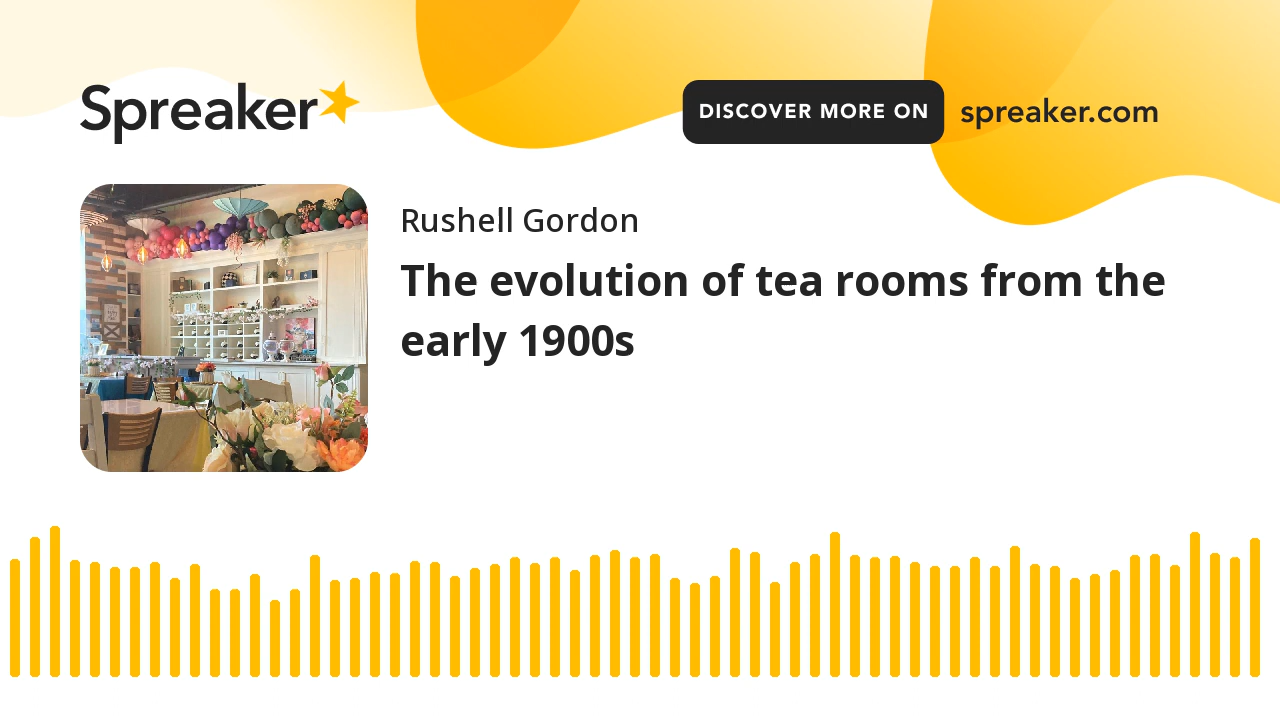 Spreaker
DISCOVER MORE ON
spreaker.com
Rushell Gordon
The evolution of tea rooms from the
early 1900s